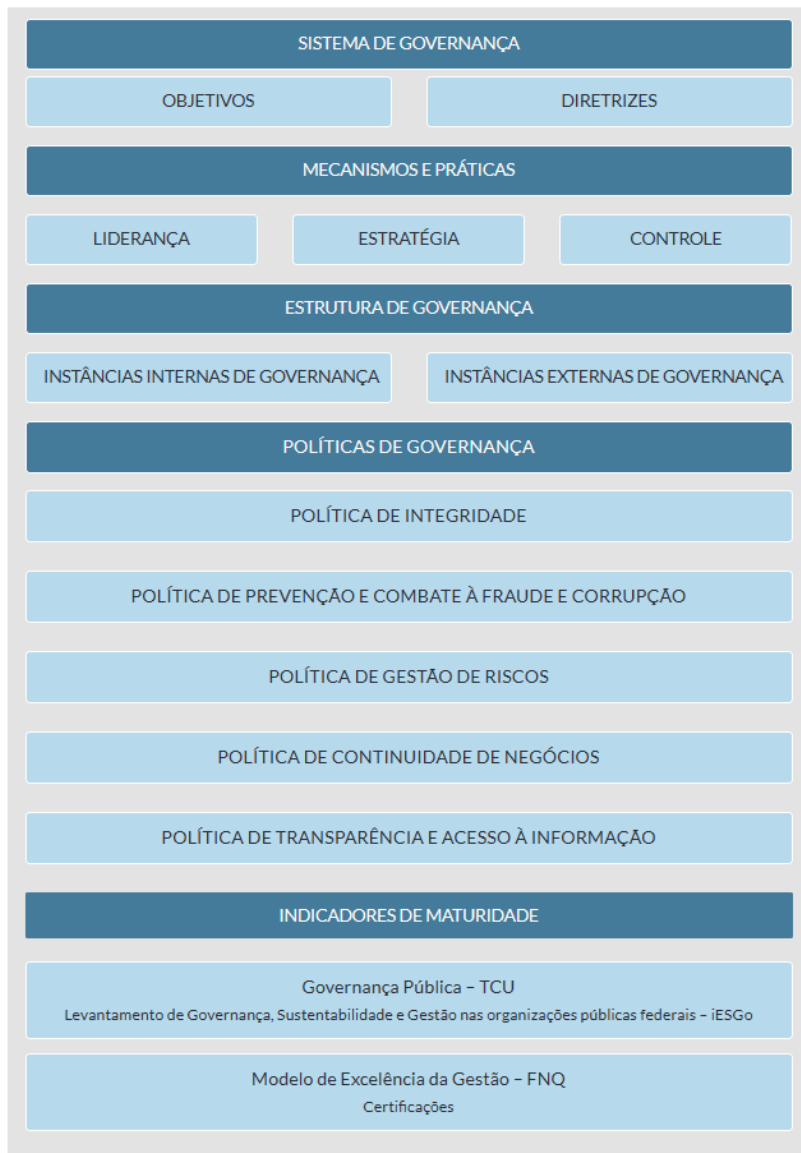 SISTEMA DE GOVERNANÇA
OBJETIVOS
DIRETRIZES
MECANISMOS E PRÁTICAS
LIDERANÇA
ESTRATÉGIA
CONTROLE
ESTRUTURA DE GOVERNANÇA
INSTÂNCIAS INTERNAS DE GOVERNANÇA
INSTÂNCIAS EXTERNAS DE GOVERNANÇA
POLÍTICAS DE GOVERNANÇA
POLÍTICA DE INTEGRIDADE
POLÍTICA DE PREVENÇÃO E COMBATE À FRAUDE E CORRUPÇÃO
POLÍTICA DE GESTÃO DE RISCOS
POLÍTICA DE CONTINUIDADE DE NEGÓCIOS
POLÍTICA DE TRANSPARÊNCIA E ACESSO À INFORMAÇÃO
INDICADORES DE MATURIDADE
Governança Pública – TCU
Levantamento de Governança, Sustentabilidade e Gestão nas organizações públicas federais – iESGo
Modelo de Excelência da Gestão – FNQ
Certificações